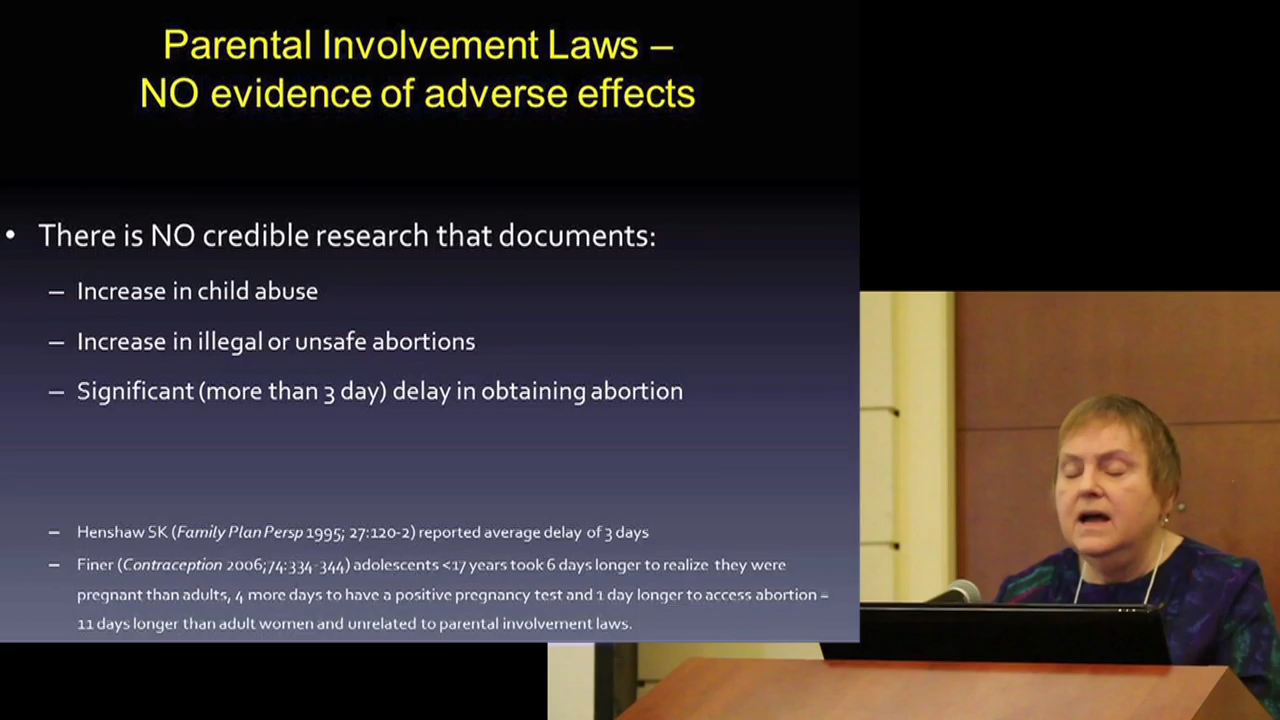 Parental Involvement Laws –
NO evidence of adverse effects
• There is NO credible research that documents:
– Increase in child abuse
– Increase in illegal or unsafe abortions
– Significant (more than 3 day) delay in obtaining abortion
– Henshaw SK (Family Plan Persp 1995; 27:120-2) reported average delay of 3 days
– Finer (Contraception 2006;74:334-344) adolescents <17 years took 6 days longer to realize they were
pregnant than adults, 4 more days to have a positive pregnancy test and 1 day longer to access abortion =
11 days longer than adult women and unrelated to parental involvement laws.